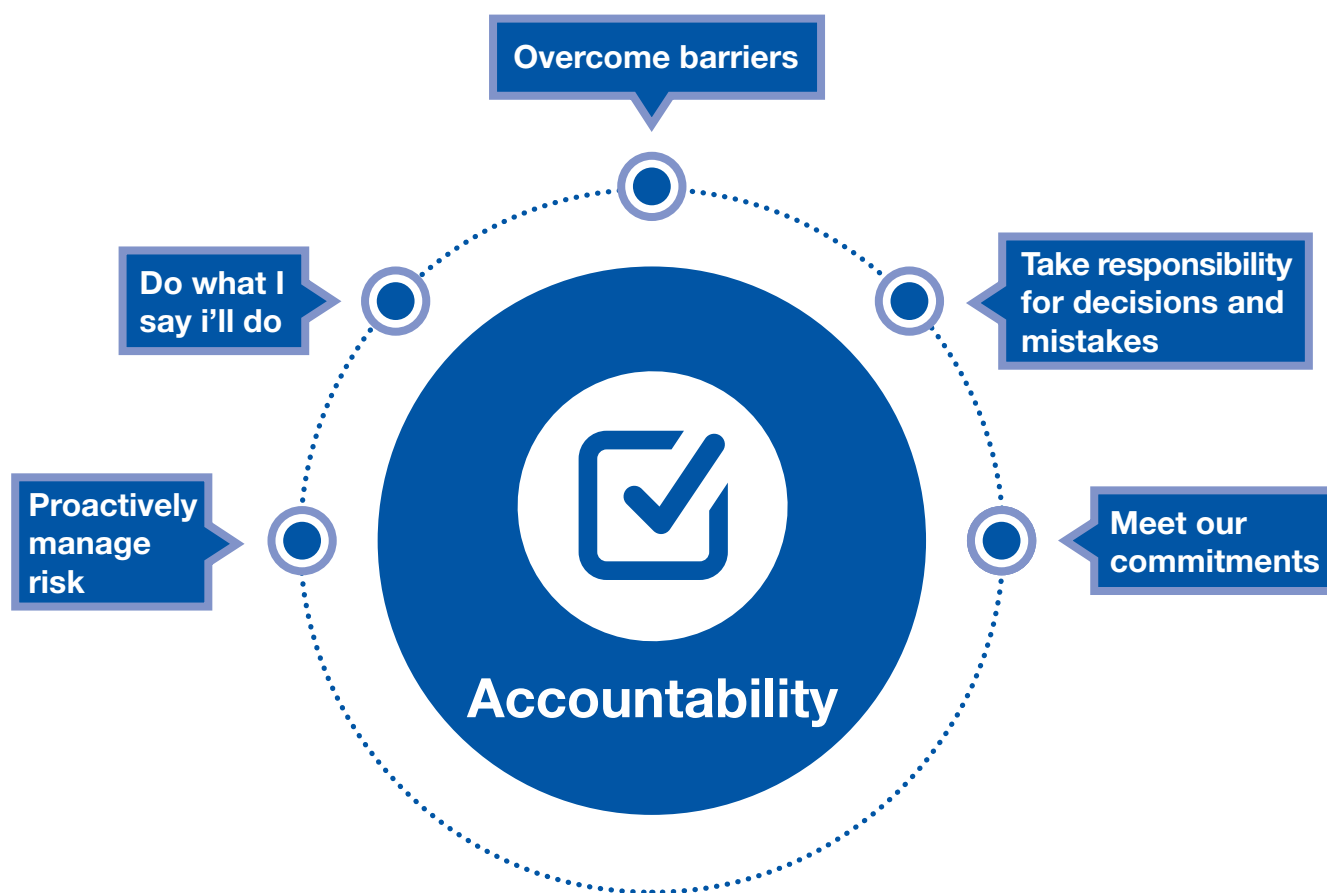 Overcome barriers
Do what I
say i'll do
Take responsibility
for decisions and
mistakes
Proactively
manage
risk
Meet our
commitments
Accountability